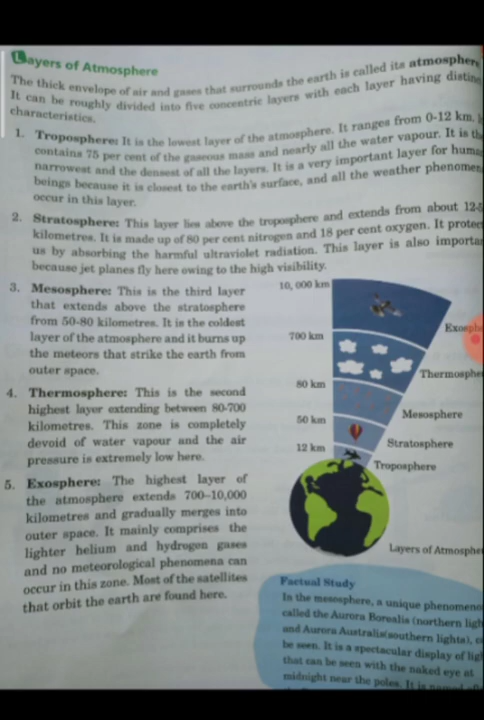 Layers of Atmosphere
The thick envelope of air and gases that surrounds the earth is called its atmosphere
It can be roughly divided into five concentric layers with each layer having
characteristics.
1. Troposphere: It is the lowest layer of the atmosphere. It ranges from 0-12 km.
contains 75 per cent of the gaseous mass and nearly all the water vapour. It is
narrowest and the densest of all the layers. It is a very important layer for
beings because it is closest to the earth's surface, and all the weather
occur in this layer.
2. Stratosphere: This layer lies above the troposphere and extends from about
kilometres. It is made up of 80 per cent nitrogen and 18 per cent oxygen. It
us by absorbing the harmful ultraviolet radiation. This layer is also
because jet planes fly here owing to the high visibility.
3. Mesosphere: This is the third layer
that extends above the stratosphere
from 50-80 kilometres. It is the coldest
layer of the atmosphere and it burns up
the meteors that strike the earth from
outer space.
4. Thermosphere: This is the second
highest layer extending between 80-700
kilometres. This zone is completely
devoid of water vapour and the air
pressure is extremely low here.
5. Exosphere: The highest layer of
the atmosphere extends 700–10,000
kilometres and gradually merges into
outer space. It mainly comprises the
lighter helium and hydrogen gases
and no meteorological phenomena can
occur in this zone. Most of the satellites
that orbit the earth are found here.
10, 000 km
700 km
80 km
50 km
12 km
Mesosphere
Stratosphere
Troposphere
Layers of
Factual Study
In the mesosphere, a unique
called the Aurora Borealis (northern
and Aurora Australis(southern lights),
be seen. It is a spectacular display of
that can be seen with the naked eye at
midnight near the poles. It is named